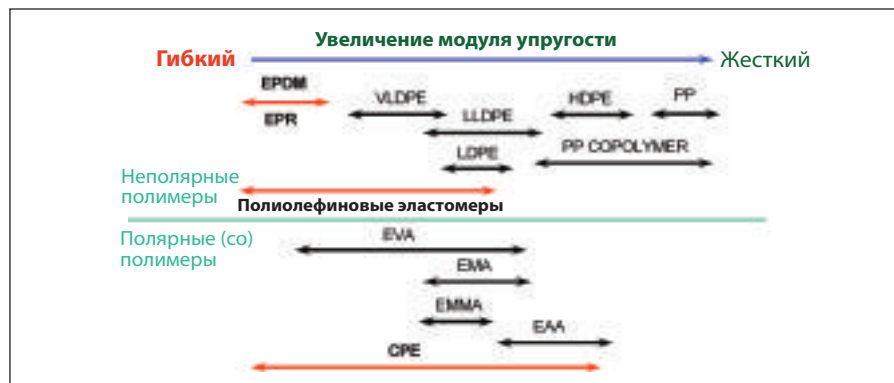 Увеличение модуля упругости
Гибкий
Жесткий
EPDM
VLDPE
HDPE
PP
EPR
LLDPE
LDPE
PP COPOLYMER
Неполярные
полимеры
Полиолефиновые эластомеры
Полярные (со)
полимеры
EVA
EMA
EMMA
EAA
CPE